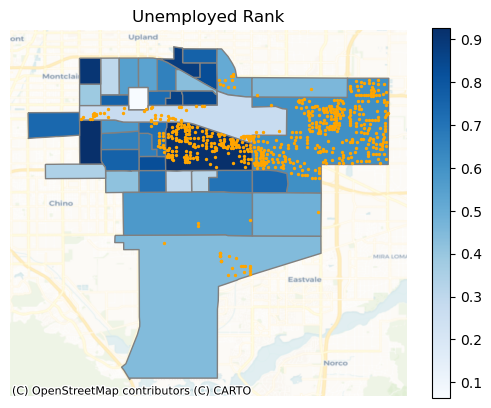 Unemployed Rank
ont
Upland
Montclai
Chino
Eastvale
MIRA LOMA
Norco
(C) OpenStreetMap contributors (C) CARTO
0.9
0.8
0.7
0.6
0.5
0.4
0.3
0.2
0.1